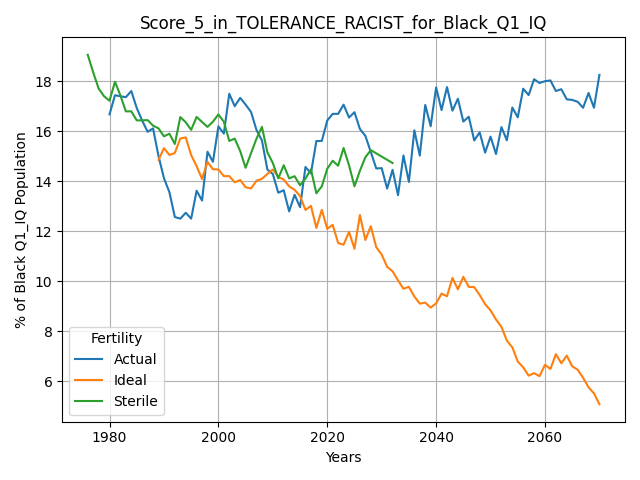 Score_5_in_TOLERANCE_RACIST_for_Black_Q1_IQ
% of Black Q1_IQ Population
18
16
14
12
10
8
6
Fertility
Actual
Ideal
Sterile
1980
2000
2020
2040
2060
Years